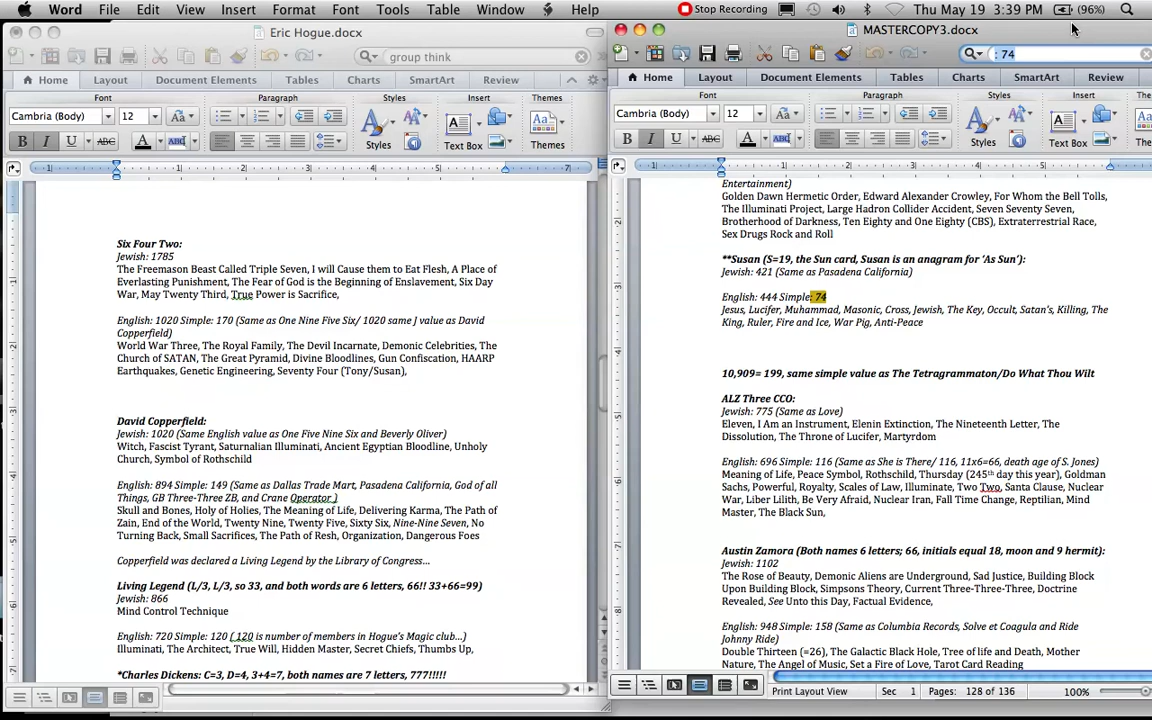 Word File Edit View Insert Format Font Tools Table Window Help Stop Recording Thu May 19 3:39 PM (96%)
Eric Hogue.docx
group think
Home Layout Document Elements Tables Charts SmartArt Review
Font Paragraph Styles Insert Themes
Cambria (Body) 12 Aa
B I U ABC A ABC Styles A Text Box Themes
1 1 2 3 4 5 6 7
Six Four Two:
Jewish: 1785
The Freemason Beast Called Triple Seven, I will Cause them to Eat Flesh, A Place of
Everlasting Punishment, The Fear of God is the Beginning of Enslavement, Six Day
War, May Twenty Third, True Power is Sacrifice,
English: 1020 Simple: 170 (Same as One Nine Five Six/ 1020 same J value as David
Copperfield)
World War Three, The Royal Family, The Devil Incarnate, Demonic Celebrities, The
Church of SATAN, The Great Pyramid, Divine Bloodlines, Gun Confiscation, HAARP
Earthquakes, Genetic Engineering, Seventy Four (Tony/Susan),
David Copperfield:
Jewish: 1020 (Same English value as One Five Nine Six and Beverly Oliver)
Witch, Fascist Tyrant, Saturnalian Illuminati, Ancient Egyptian Bloodline, Unholy
Church, Symbol of Rothschild
English: 894 Simple: 149 (Same as Dallas Trade Mart, Pasadena California, God of all
Things, GB Three-Three ZB, and Crane Operator )
Skull and Bones, Holy of Holies, The Meaning of Life, Delivering Karma, The Path of
Zain, End of the World, Twenty Nine, Twenty Five, Sixty Six, Nine-Nine Seven, No
Turning Back, Small Sacrifices, The Path of Resh, Organization, Dangerous Foes
Copperfield was declared a Living Legend by the Library of Congress...
Living Legend (L/3, L/3, so 33, and both words are 6 letters, 66!! 33+66=99)
Jewish: 866
Mind Control Technique
English: 720 Simple: 120 ( 120 is number of members in Hogue's Magic club...)
Illuminati, The Architect, True Will, Hidden Master, Secret Chiefs, Thumbs Up,
*Charles Dickens: C=3, D=4, 3+4=7, both names are 7 letters, 777!!!!!
MASTERCOPY3.docx
: 74
Home Layout Document Elements Tables Charts SmartArt Review
Font Paragraph Styles Insert The
Cambria (Body) 12 Aa
B I U ABC A ABC Styles A Text Box Them
1 1 2 3 4 5 6
Entertainment)
Golden Dawn Hermetic Order, Edward Alexander Crowley, For Whom the Bell Tolls,
The Illuminati Project, Large Hadron Collider Accident, Seven Seventy Seven,
Brotherhood of Darkness, Ten Eighty and One Eighty (CBS), Extraterrestrial Race,
Sex Drugs Rock and Roll
**Susan (S=19, the Sun card, Susan is an anagram for 'As Sun'):
Jewish: 421 (Same as Pasadena California)
English: 444 Simple: 74
Jesus, Lucifer, Muhammad, Masonic, Cross, Jewish, The Key, Occult, Satan's, Killing, The
King, Ruler, Fire and Ice, War Pig, Anti-Peace
10,909= 199, same simple value as The Tetragrammaton/Do What Thou Wilt
ALZ Three CCO:
Jewish: 775 (Same as Love)
Eleven, I Am an Instrument, Elenin Extinction, The Nineteenth Letter, The
Dissolution, The Throne of Lucifer, Martyrdom
English: 696 Simple: 116 (Same as She is There/ 116, 11x6=66, death age of S. Jones)
Meaning of Life, Peace Symbol, Rothschild, Thursday (245th day this year), Goldman
Sachs, Powerful, Royalty, Scales of Law, Illuminate, Two Two, Santa Clause, Nuclear
War, Liber Lilith, Be Very Afraid, Nuclear Iran, Fall Time Change, Reptilian, Mind
Master, The Black Sun,
Austin Zamora (Both names 6 letters; 66, initials equal 18, moon and 9 hermit):
Jewish: 1102
The Rose of Beauty, Demonic Aliens are Underground, Sad Justice, Building Block
Upon Building Block, Simpsons Theory, Current Three-Three-Three, Doctrine
Revealed, See Unto this Day, Factual Evidence,
English: 948 Simple: 158 (Same as Columbia Records, Solve et Coagula and Ride
Johnny Ride)
Double Thirteen (=26), The Galactic Black Hole, Tree of life and Death, Mother
Nature, The Angel of Music, Set a Fire of Love, Tarot Card Reading
Print Layout View Sec 1 Pages: 128 of 136 100%